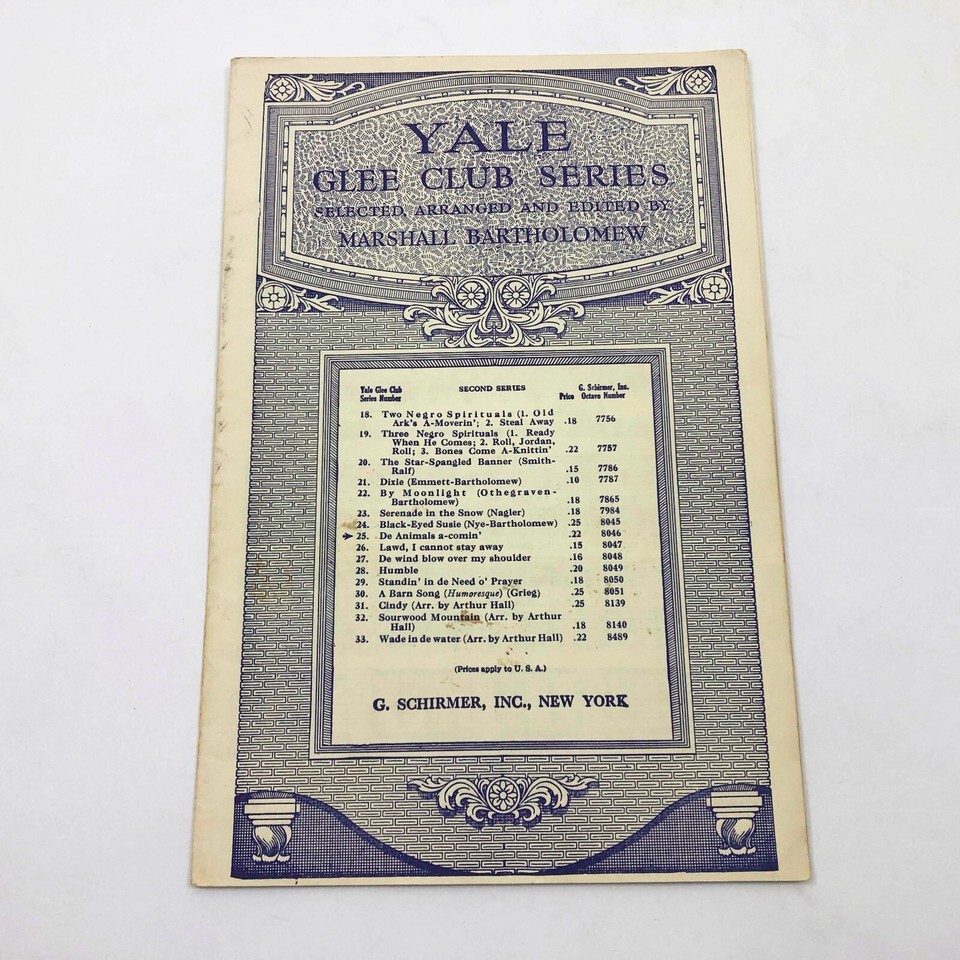 YALE
GLEE CLUB SERIES
SELECTED, ARRANGED AND EDITED BY
MARSHALL BARTHOLOMEW
Yale Glee Club SECOND SERIES G. Schirmer, Inc.
Series Number Price Octavo Number
18. Two Negro Spirituals (1. Old
Ark's A-Moverin'; 2. Steal Away .18 7756
19. Three Negro Spirituals (1. Ready
When He Comes; 2. Roll, Jordan,
Roll; 3. Bones Come A-Knittin' .22 7757
20. The Star-Spangled Banner (Smith-
Ralf) .15 7786
21. Dixie (Emmett-Bartholomew) .10 7787
22. By Moonlight (Othegraven-
Bartholomew) .18 7865
23. Serenade in the Snow (Nagler) .18 7984
24. Black-Eyed Susie (Nye-Bartholomew) .25 8045
➔ 25. De Animals a-comin' .22 8046
26. Lawd, I cannot stay away .15 8047
27. De wind blow over my shoulder .16 8048
28. Humble .20 8049
29. Standin' in de Need o' Prayer .18 8050
30. A Barn Song (Humoresque) (Grieg) .25 8051
31. Cindy (Arr. by Arthur Hall) .25 8139
32. Sourwood Mountain (Arr. by Arthur
Hall) .18 8140
33. Wade in de water (Arr. by Arthur Hall) .22 8489
(Prices apply to U. S. A.)
G. SCHIRMER, INC., NEW YORK